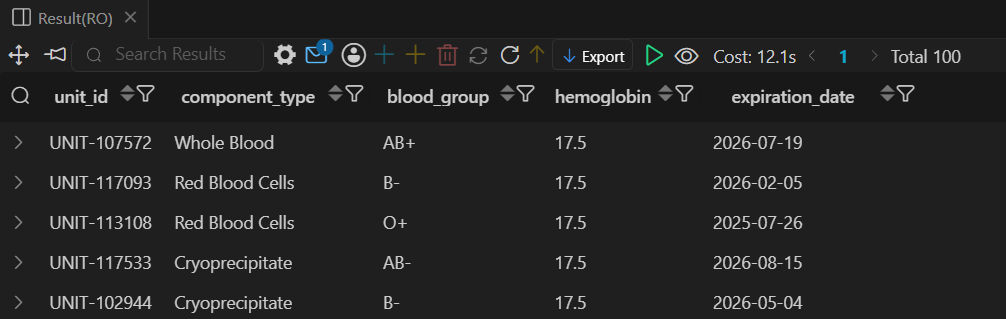 Result(RO)
Search Results 1 Export Cost: 12.1s 1 Total 100
unit_id component_type blood_group hemoglobin expiration_date
UNIT-107572 Whole Blood AB+ 17.5 2026-07-19
UNIT-117093 Red Blood Cells B- 17.5 2026-02-05
UNIT-113108 Red Blood Cells O+ 17.5 2025-07-26
UNIT-117533 Cryoprecipitate AB- 17.5 2026-08-15
UNIT-102944 Cryoprecipitate B- 17.5 2026-05-04